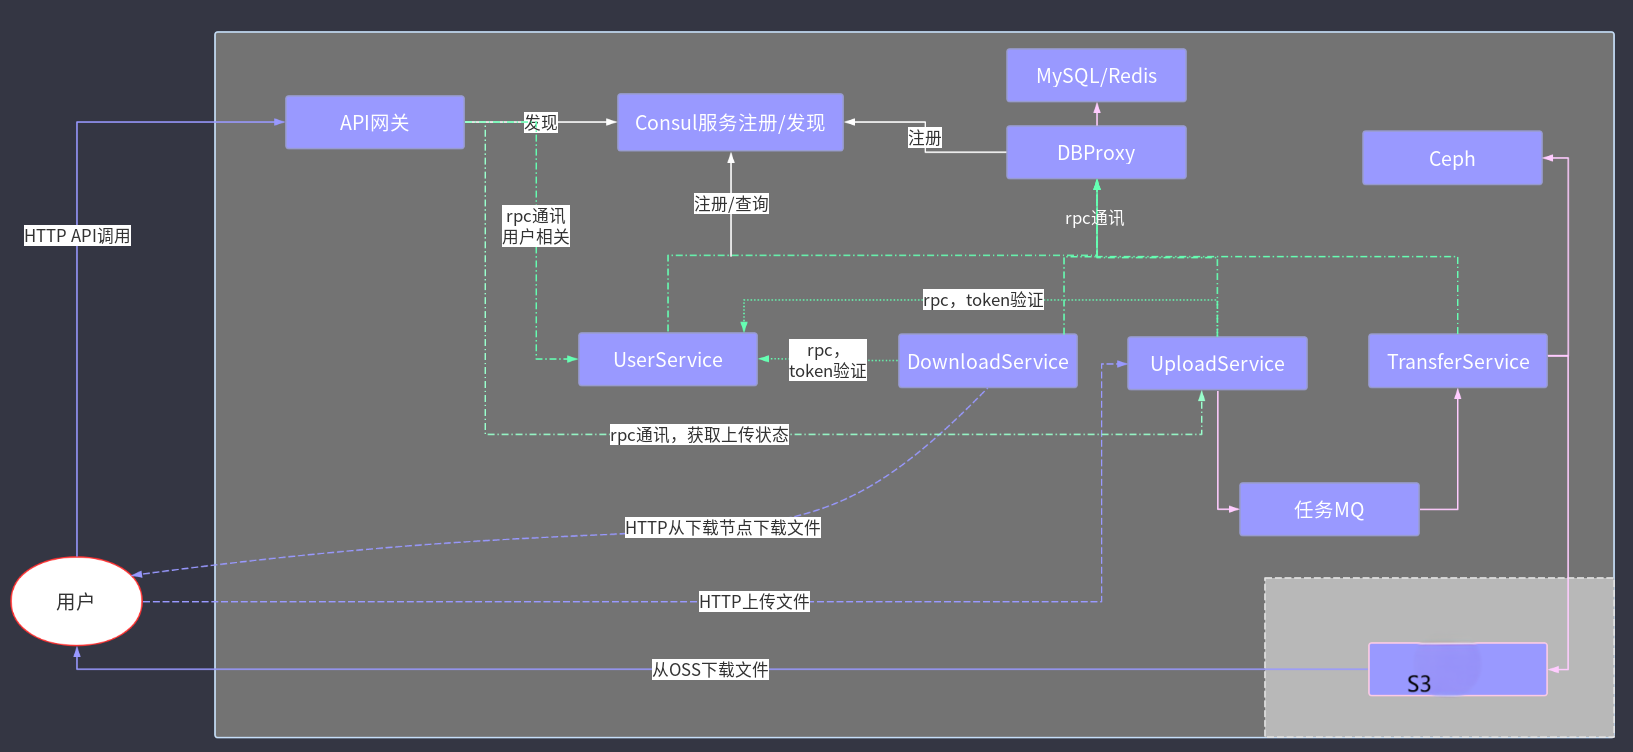 MySQL/Redis
API网关
发现
Consul服务注册/发现
注册
DBProxy
Ceph
注册/查询
rpc通讯
用户相关
rpc通讯
HTTP API调用
rpc，token验证
UserService
rpc，
token验证
DownloadService
UploadService
TransferService
rpc通讯，获取上传状态
任务MQ
HTTP从下载节点下载文件
用户
HTTP上传文件
从OSS下载文件
S3